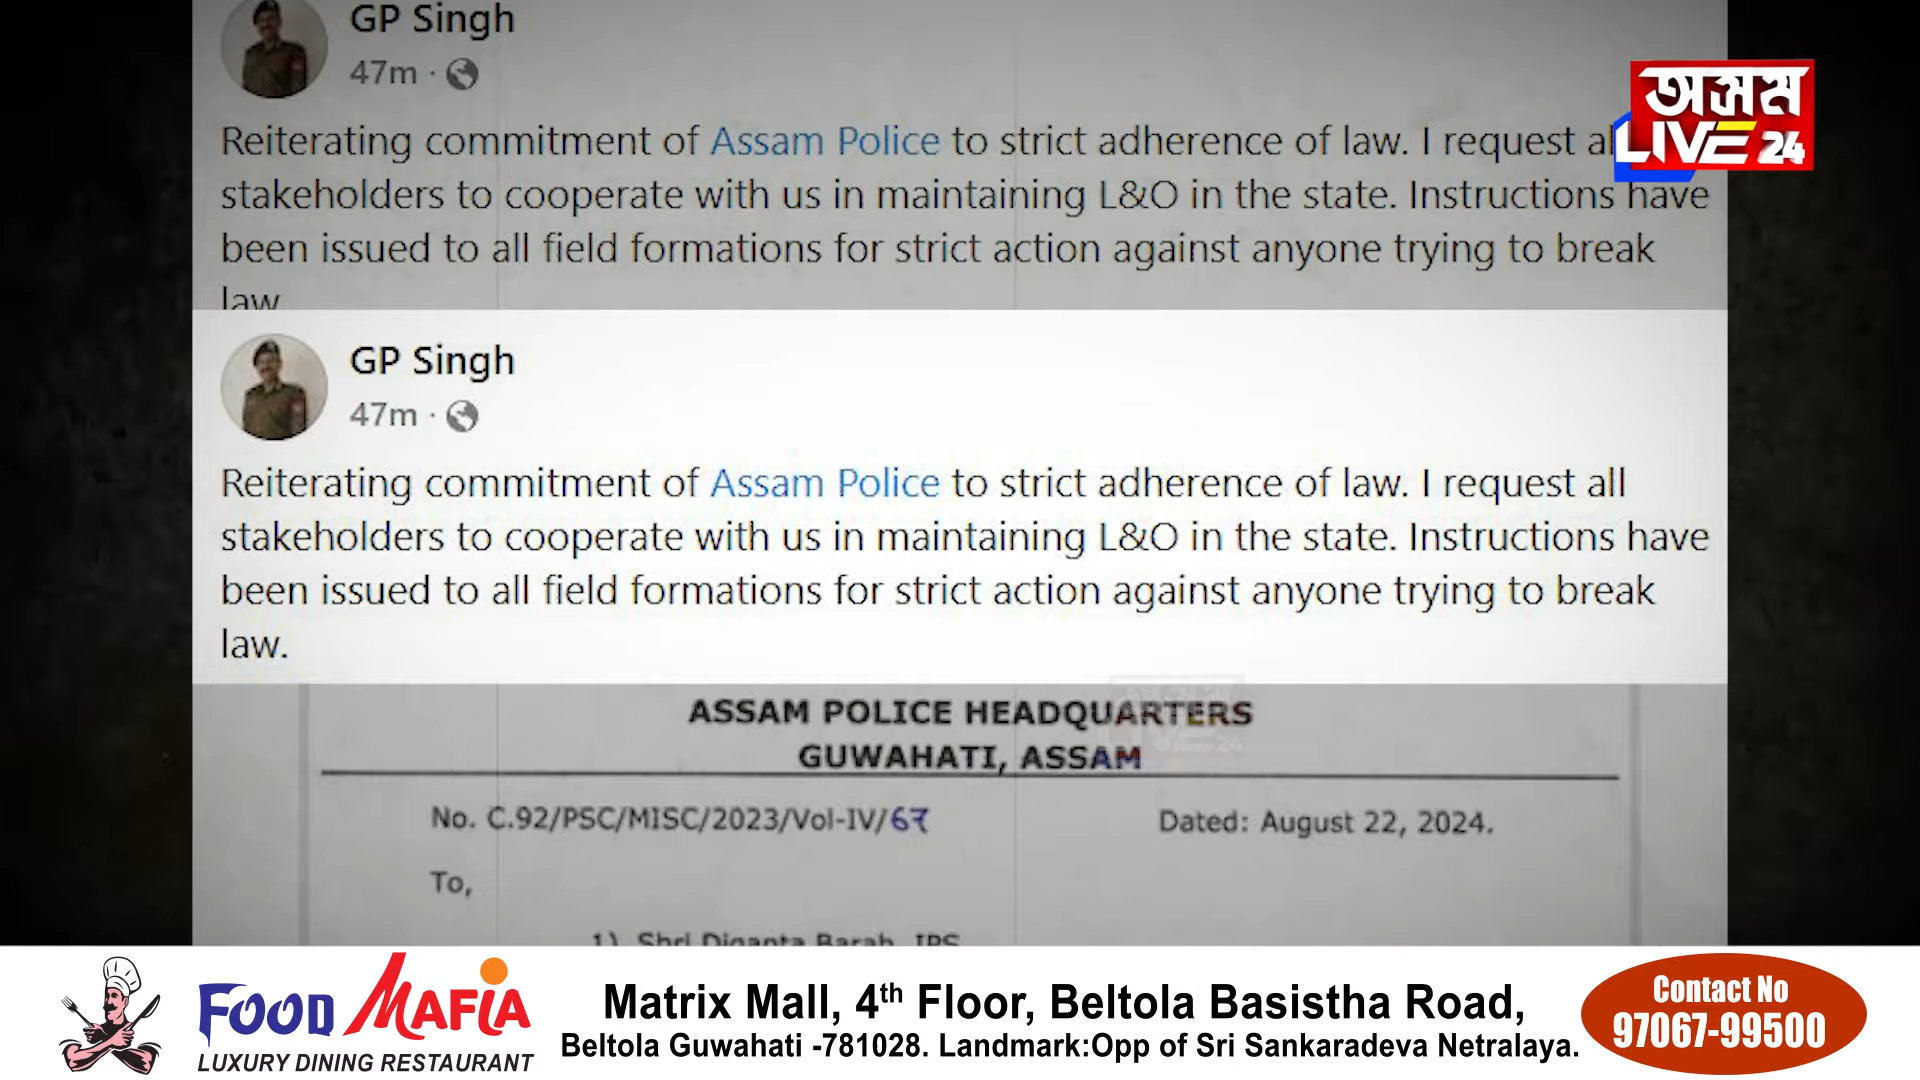 GP Singh
47m ·
Reiterating commitment of Assam Police to strict adherence of law. I request al
stakeholders to cooperate with us in maintaining L&O in the state. Instructions have
been issued to all field formations for strict action against anyone trying to break
law
অসম
LIVE 24
GP Singh
47m ·
Reiterating commitment of Assam Police to strict adherence of law. I request all
stakeholders to cooperate with us in maintaining L&O in the state. Instructions have
been issued to all field formations for strict action against anyone trying to break
law.
ASSAM POLICE HEADQUARTERS
GUWAHATI, ASSAM
No. C.92/PSC/MISC/2023/Vol-IV/
Dated: August 22, 2024.
To,
1) Shri Diganta Barah, IPS
FOOD MAFIA
LUXURY DINING RESTAURANT
Matrix Mall, 4th Floor, Beltola Basistha Road,
Beltola Guwahati -781028. Landmark:Opp of Sri Sankaradeva Netralaya.
Contact No
97067-99500